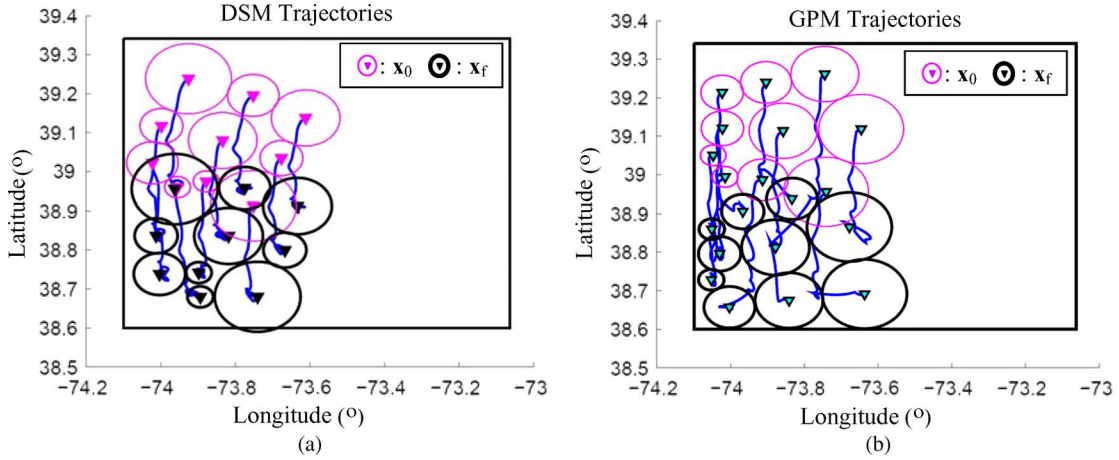 DSM Trajectories
39.4
39.3
39.2
39.1
39
38.9
38.8
38.7
38.6
38.5
Latitude (°)
: x0 : xf
−74.2 −74 −73.8 −73.6 −73.4 −73.2 −73
Longitude (O)
(a)
GPM Trajectories
39.4
39.3
39.2
39.1
39
38.9
38.8
38.7
38.6
38.5
Latitude (°)
: x0 : xf
−74.2 −74 −73.8 −73.6 −73.4 −73.2 −73
Longitude (O)
(b)